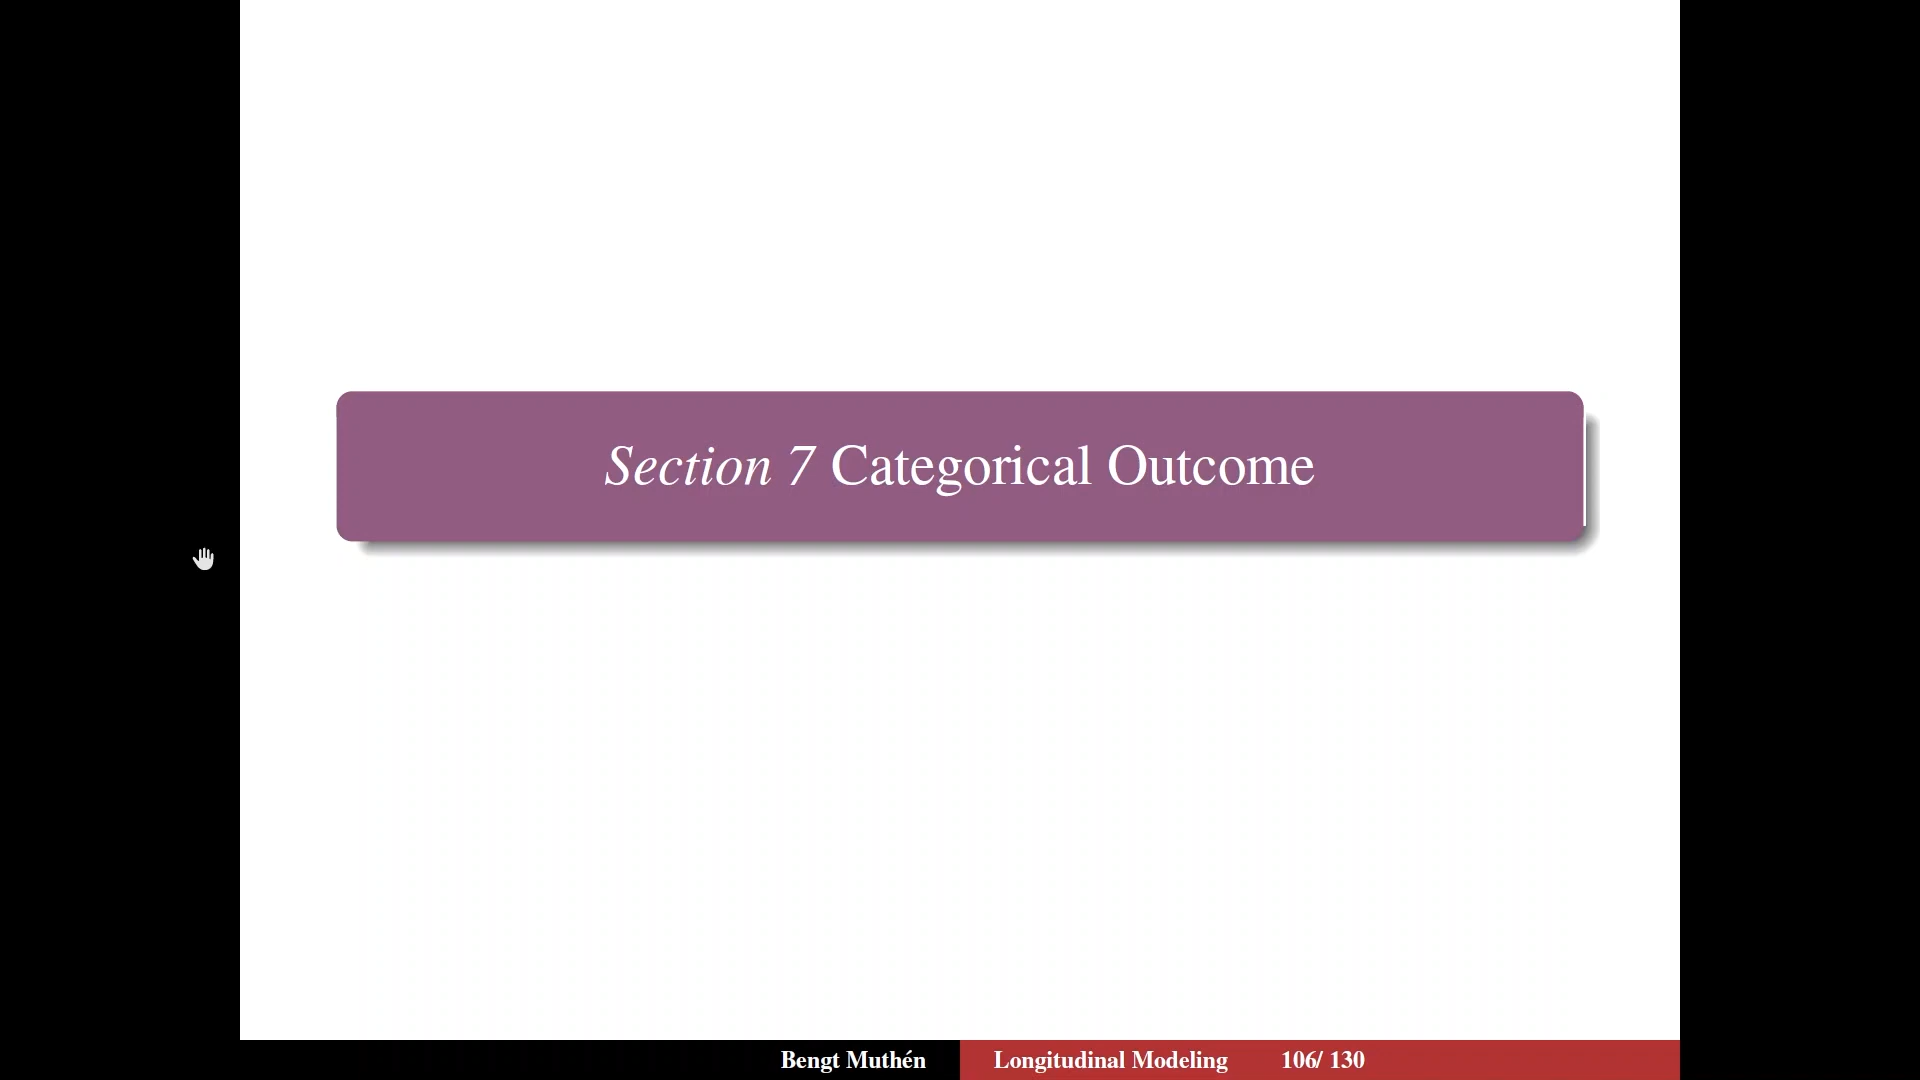 Section 7 Categorical Outcome
Bengt Muthén Longitudinal Modeling 106/ 130